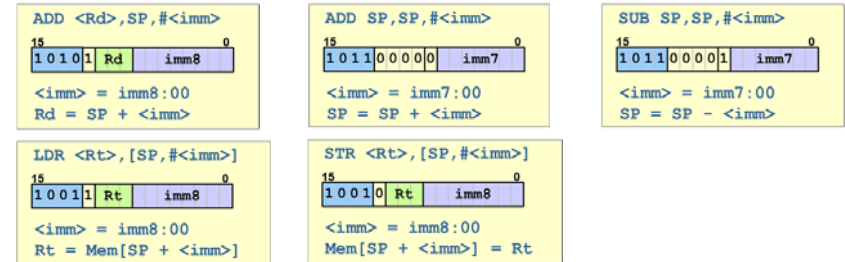 ADD <Rd>,SP,#<imm>
15 0
1 0 1 0 1 Rd imm8
<imm> = imm8:00
Rd = SP + <imm>
ADD SP,SP,#<imm>
15 0
1 0 1 1 0 0 0 0 0 imm7
<imm> = imm7:00
SP = SP + <imm>
SUB SP,SP,#<imm>
15 0
1 0 1 1 0 0 0 0 1 imm7
<imm> = imm7:00
SP = SP - <imm>
LDR <Rt>,[SP,#<imm>]
15 0
1 0 0 1 1 Rt imm8
<imm> = imm8:00
Rt = Mem[SP + <imm>]
STR <Rt>,[SP,#<imm>]
15 0
1 0 0 1 0 Rt imm8
<imm> = imm8:00
Mem[SP + <imm>] = Rt